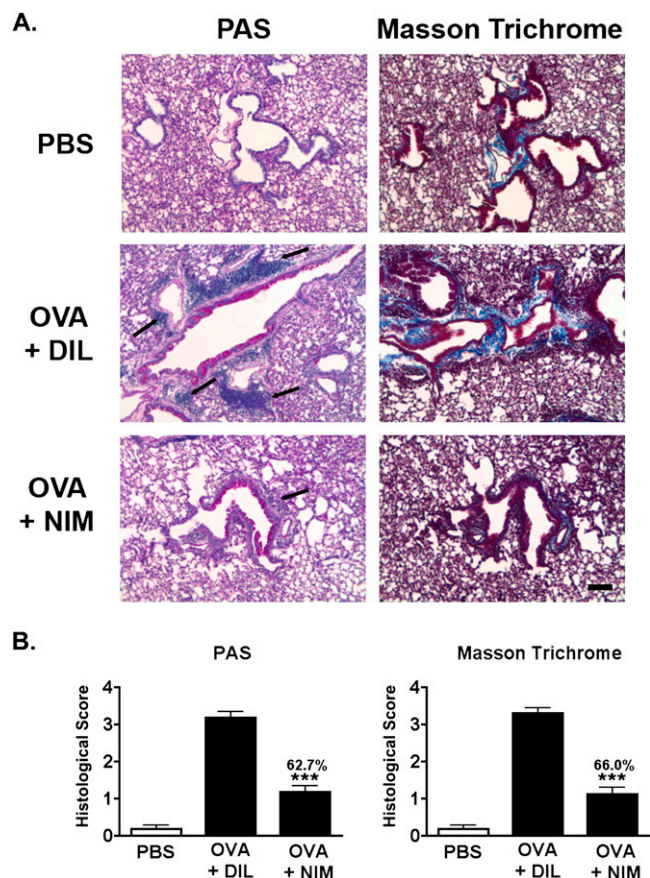 A.
PAS
Masson Trichrome
PBS
OVA
+ DIL
OVA
+ NIM
B.
PAS
Histological Score
4
3
2
1
0
62.7%
***
PBS
OVA
+ DIL
OVA
+ NIM
Masson Trichrome
Histological Score
4
3
2
1
0
66.0%
***
PBS
OVA
+ DIL
OVA
+ NIM